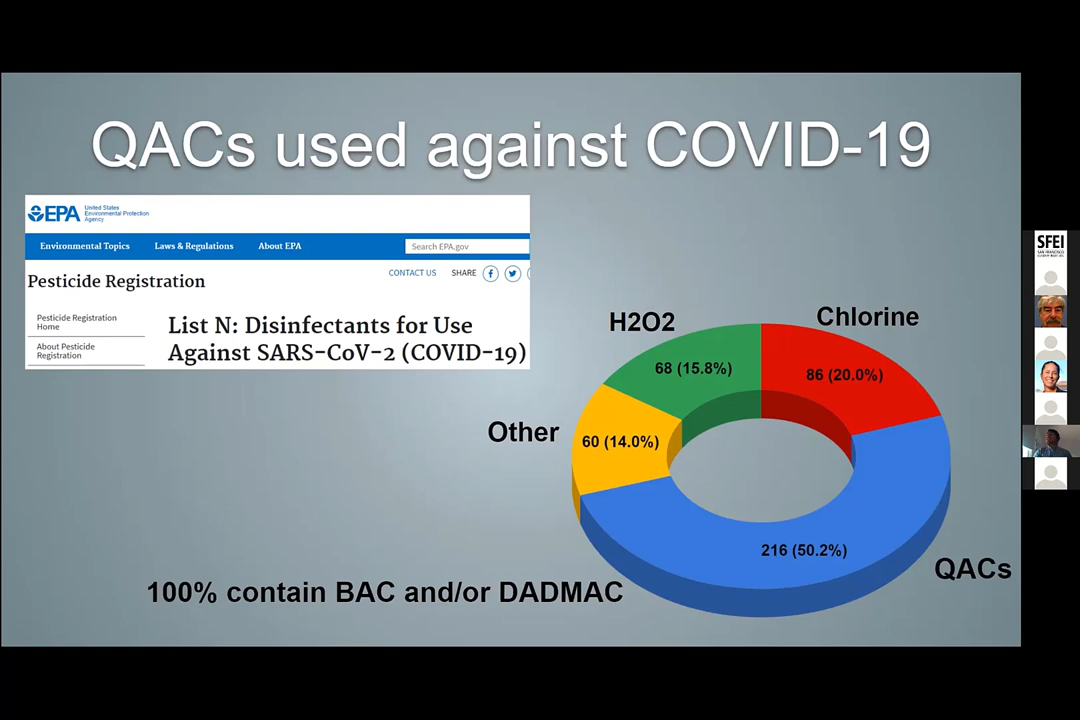 QACs used against COVID-19
EPA
United States
Environmental Protection
Agency
Environmental Topics
Laws & Regulations
About EPA
Search EPA.gov
CONTACT US
SHARE
Pesticide Registration
Pesticide Registration
Home
About Pesticide
Registration
List N: Disinfectants for Use
Against SARS-CoV-2 (COVID-19)
H2O2
Chlorine
68 (15.8%)
86 (20.0%)
Other
60 (14.0%)
216 (50.2%)
QACs
100% contain BAC and/or DADMAC
SFEI